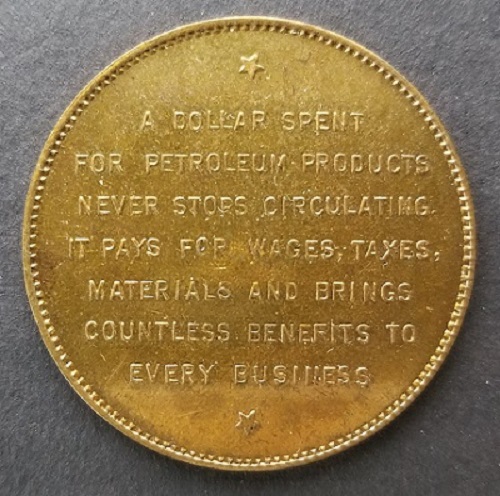 A DOLLAR SPENT
FOR PETROLEUM PRODUCTS
NEVER STOPS CIRCULATING.
IT PAYS FOR WAGES, TAXES,
MATERIALS AND BRINGS
COUNTLESS BENEFITS TO
EVERY BUSINESS